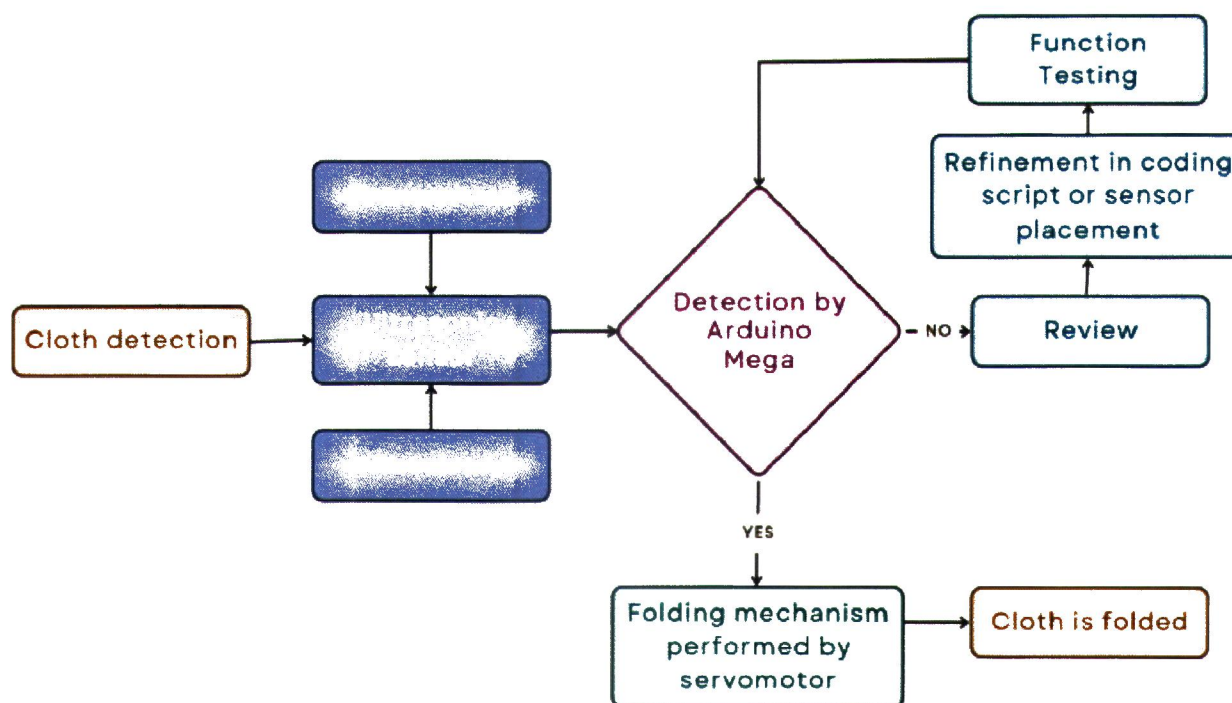 Function
Testing
Refinement in coding
script or sensor
placement
Cloth detection
Detection by
Arduino
Mega
NO
Review
YES
Folding mechanism
performed by
servomotor
Cloth is folded